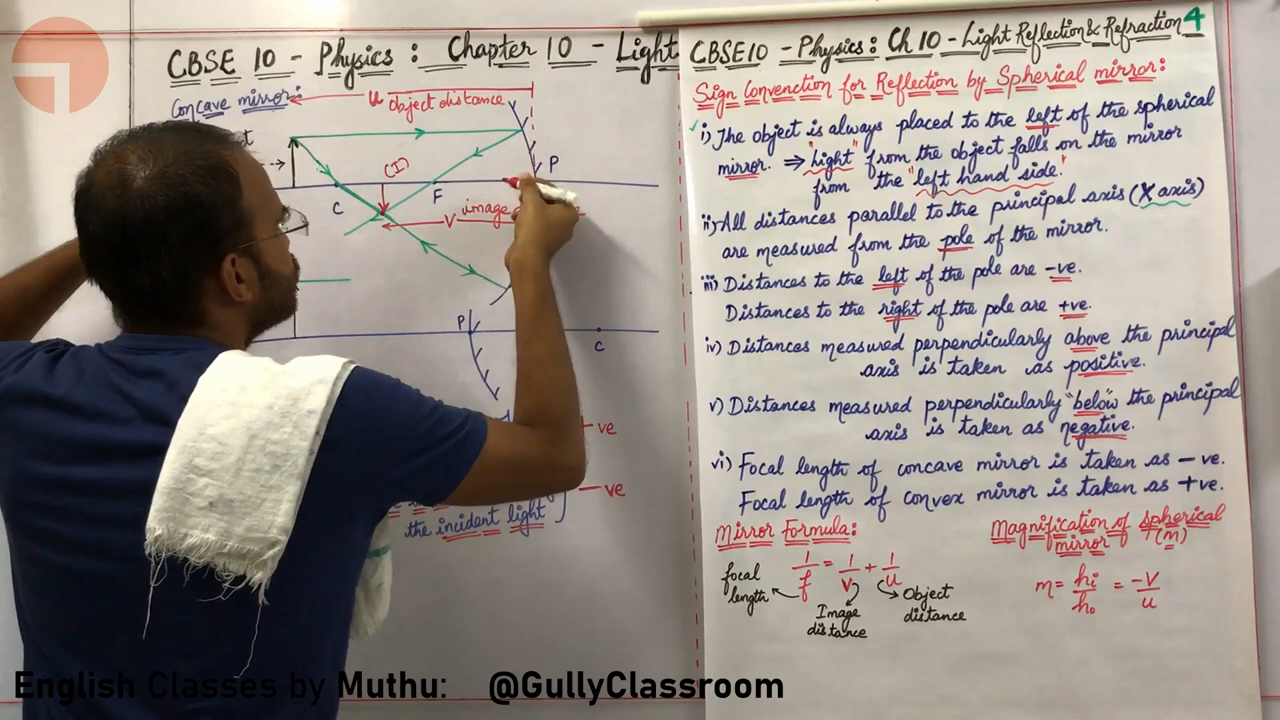 CBSE 10 - Physics : Chapter 10 - Light
Concave mirror:
u object distance
(I)
P
C
F
V image
P
C
ve
- ve
the incident light
CBSE10 - Physics: Ch 10 - Light Reflection & Refraction 4
Sign Convenction for Reflection by Spherical mirror:
i) The object is always placed to the left of the spherical
mirror. ⇒ "light" from the object falls on the mirror
from the "left hand side."
ii) All distances parallel to the principal axis (X axis)
are measured from the pole of the mirror.
iii) Distances to the left of the pole are -ve.
Distances to the right of the pole are +ve.
iv) Distances measured perpendicularly above the principal
axis is taken as positive.
v) Distances measured perpendicularly "below" the principal
axis is taken as negative.
vi) Focal length of concave mirror is taken as - ve.
Focal length of convex mirror is taken as +ve.
Mirror Formula:
1/f = 1/v + 1/u
focal
length
Image
distance
Object
distance
Magnification of spherical
mirror (m)
m = hi/ho = -v/u
English Classes by Muthu: @GullyClassroom